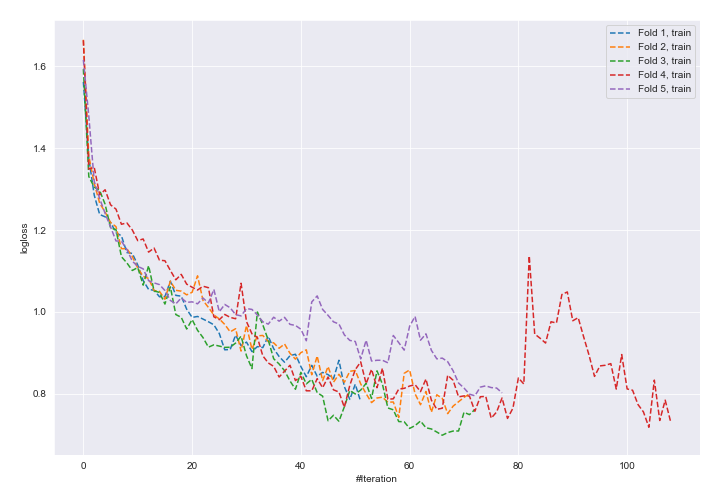 Fold 1, train
Fold 2, train
Fold 3, train
Fold 4, train
Fold 5, train
1.6
1.4
1.2
1.0
0.8
logloss
0 20 40 60 80 100
#Iteration